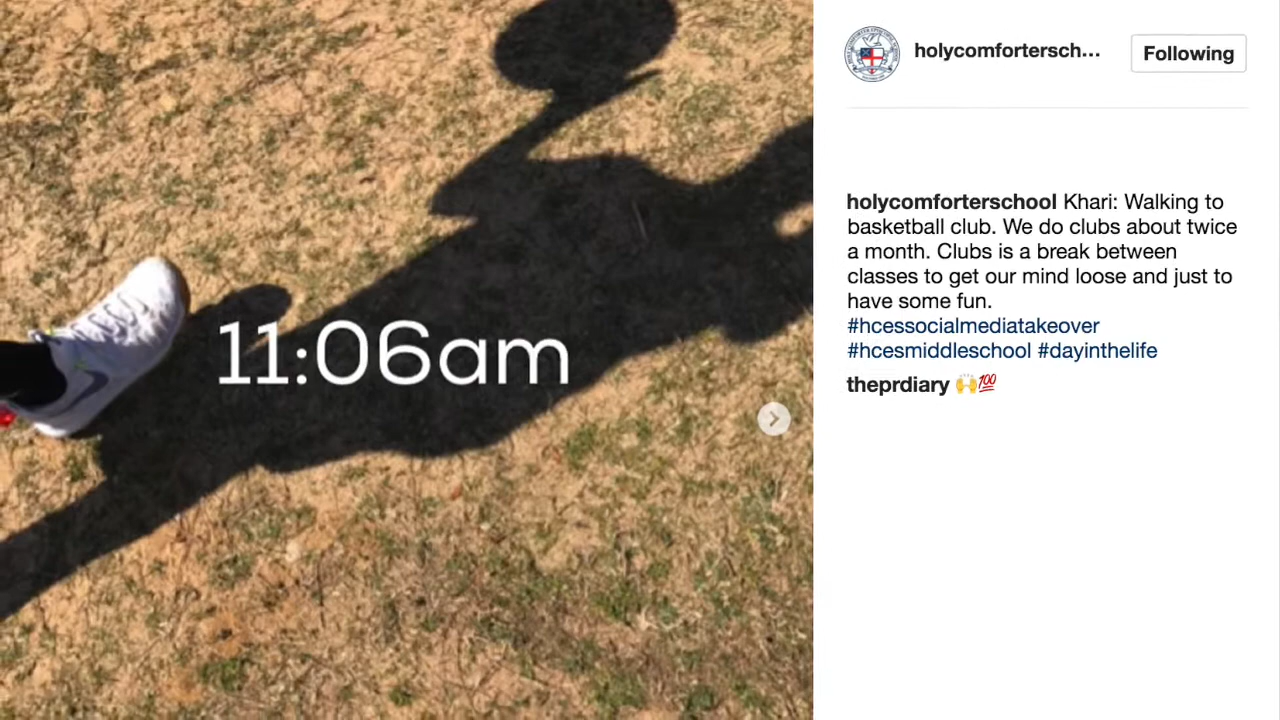 11:06am
holycomfortersch...
Following
holycomforterschool Khari: Walking to
basketball club. We do clubs about twice
a month. Clubs is a break between
classes to get our mind loose and just to
have some fun.
#hcessocialmediatakeover
#hcesmiddleschool #dayinthelife
theprdiary 🙌💯